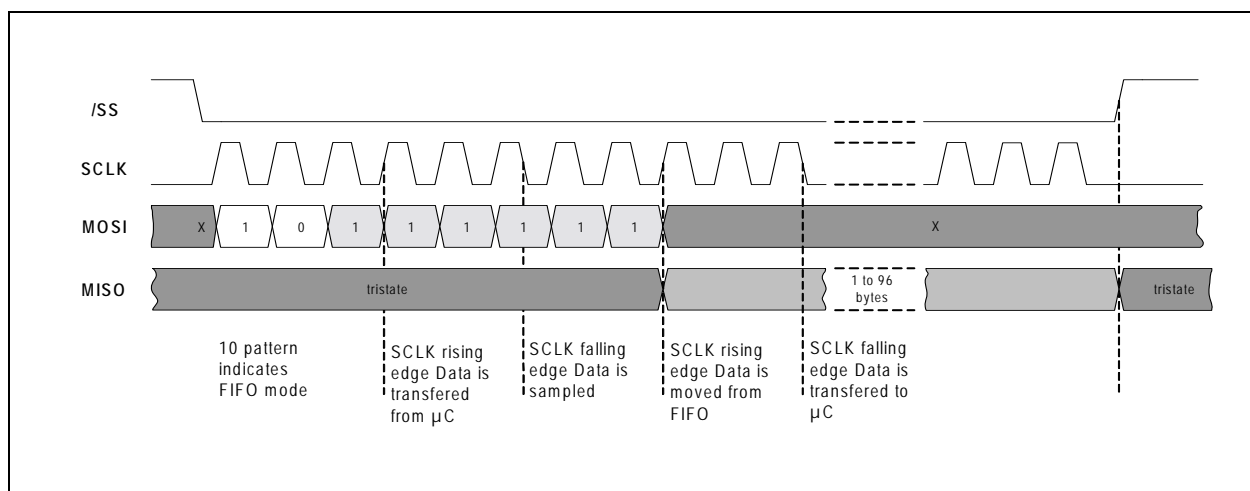 /SS
SCLK
MOSI
X
1
0
1
1
1
1
1
1
X
MISO
tristate
1 to 96
bytes
tristate
10 pattern
indicates
FIFO mode
SCLK rising
edge Data is
transfered
from µC
SCLK falling
edge Data is
sampled
SCLK rising
edge Data is
moved from
FIFO
SCLK falling
edge Data is
transfered to
µC